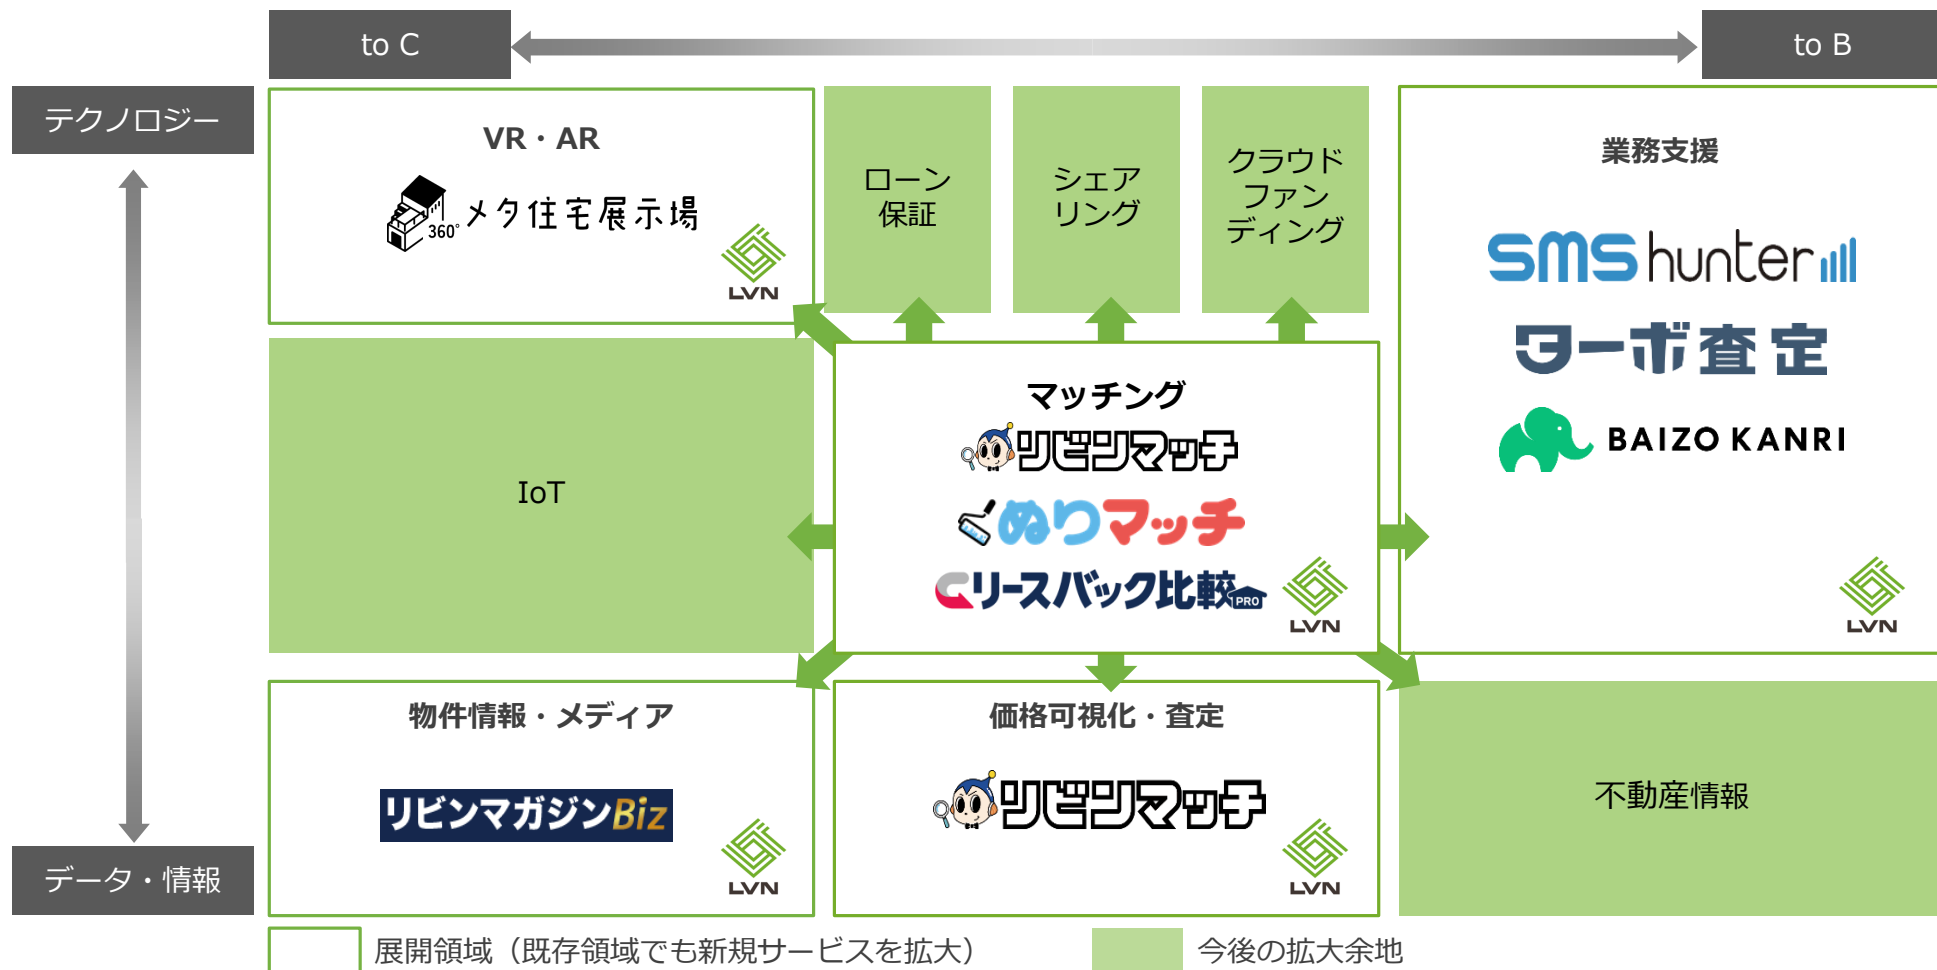 to C
to B
テクノロジー
データ・情報
VR・AR
360°
メタ住宅展示場
LVN
ローン
保証
シェア
リング
クラウド
ファン
ディング
業務支援
SMS hunter
ターボ査定
BAIZO KANRI
LVN
IoT
マッチング
リビンマッチ
ぬりマッチ
リースバック比較PRO
LVN
物件情報・メディア
リビンマガジンBiz
LVN
価格可視化・査定
リビンマッチ
LVN
不動産情報
展開領域（既存領域でも新規サービスを拡大）
今後の拡大余地